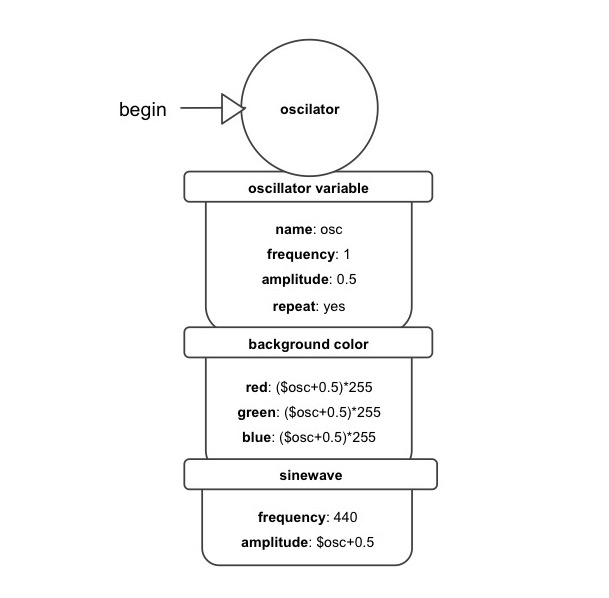 begin
oscilator
oscillator variable
name: osc
frequency: 1
amplitude: 0.5
repeat: yes
background color
red: ($osc+0.5)*255
green: ($osc+0.5)*255
blue: ($osc+0.5)*255
sinewave
frequency: 440
amplitude: $osc+0.5